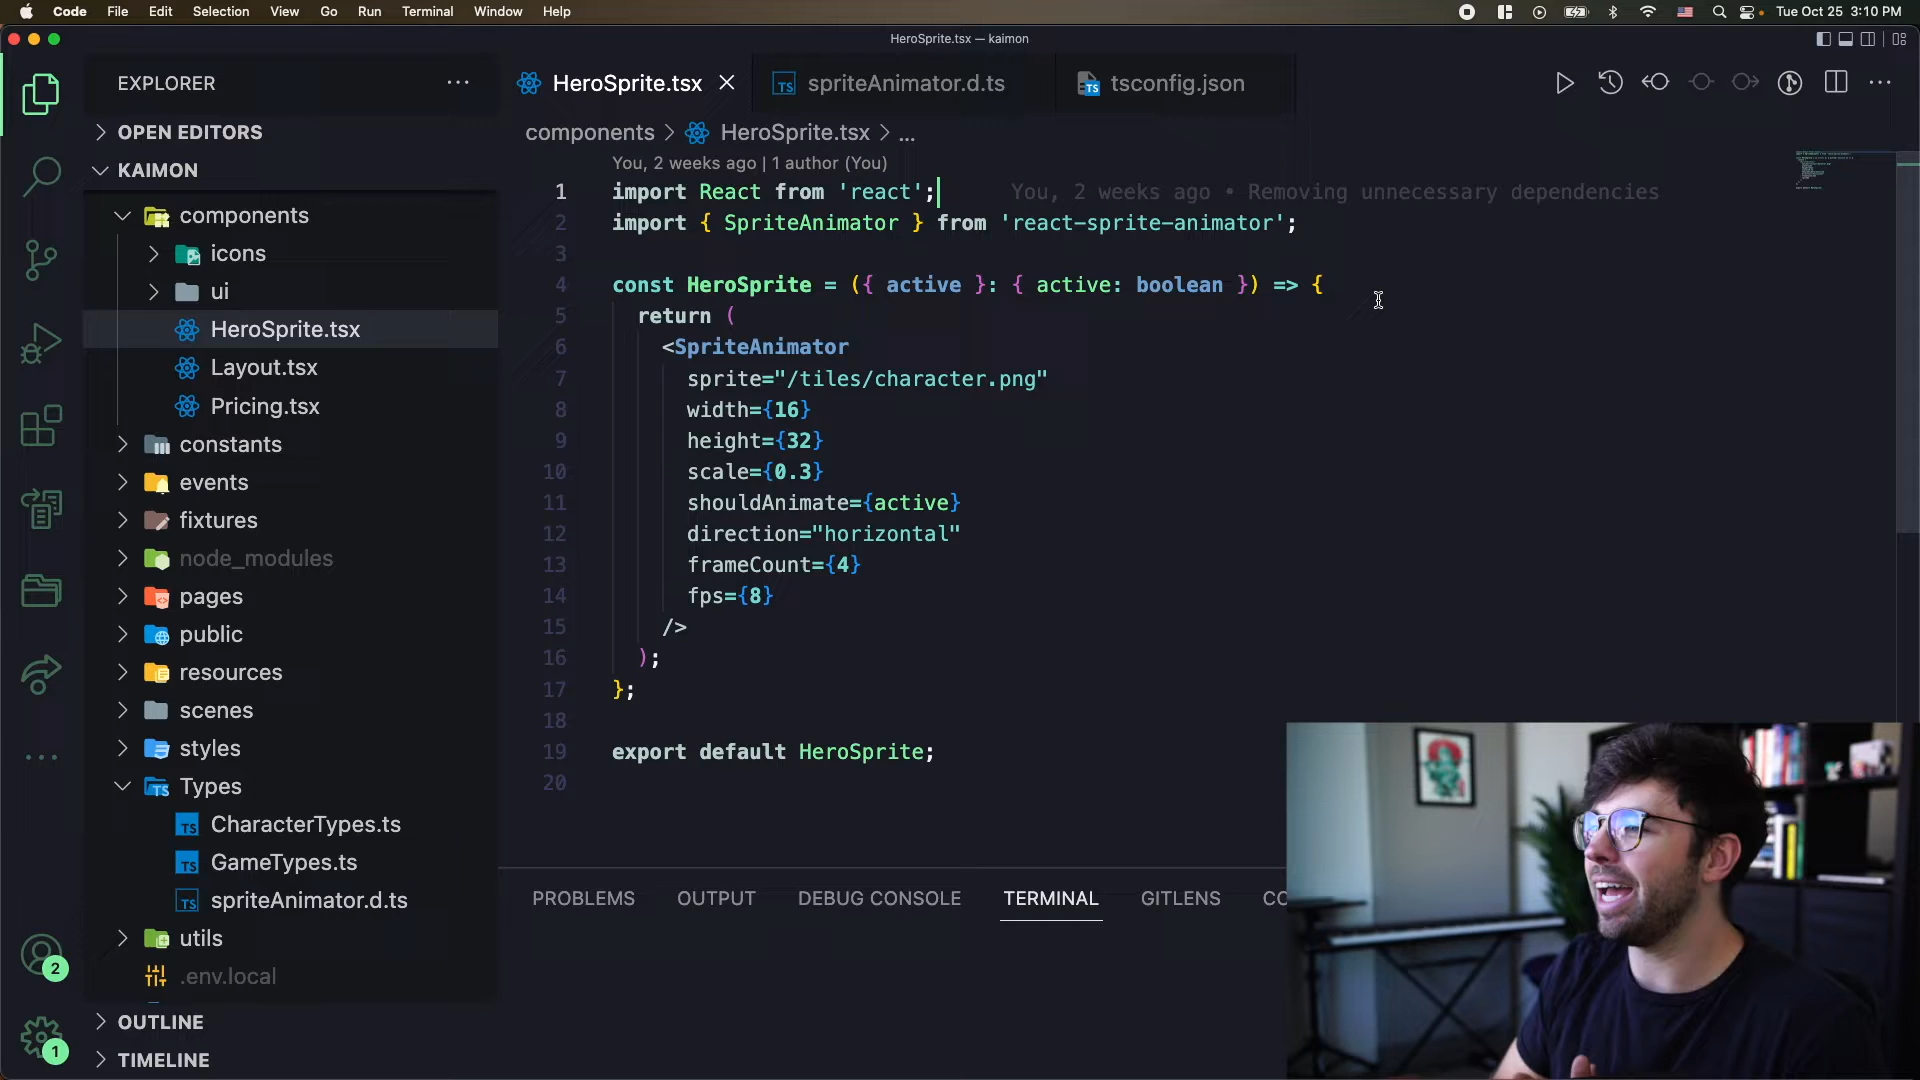 Code File Edit Selection View Go Run Terminal Window Help
Tue Oct 25 3:10 PM
HeroSprite.tsx — kaimon
EXPLORER
OPEN EDITORS
KAIMON
components
icons
ui
HeroSprite.tsx
Layout.tsx
Pricing.tsx
constants
events
fixtures
node_modules
pages
public
resources
scenes
styles
Types
CharacterTypes.ts
GameTypes.ts
spriteAnimator.d.ts
utils
.env.local
OUTLINE
TIMELINE
2
1
HeroSprite.tsx
spriteAnimator.d.ts
tsconfig.json
components > HeroSprite.tsx > ...
You, 2 weeks ago | 1 author (You)
1 import React from 'react'; You, 2 weeks ago • Removing unnecessary dependencies
2 import { SpriteAnimator } from 'react-sprite-animator';
3
4 const HeroSprite = ({ active }: { active: boolean }) => {
5 return (
6 <SpriteAnimator
7 sprite="/tiles/character.png"
8 width={16}
9 height={32}
10 scale={0.3}
11 shouldAnimate={active}
12 direction="horizontal"
13 frameCount={4}
14 fps={8}
15 />
16 );
17 };
18
19 export default HeroSprite;
20
PROBLEMS OUTPUT DEBUG CONSOLE TERMINAL GITLENS CO